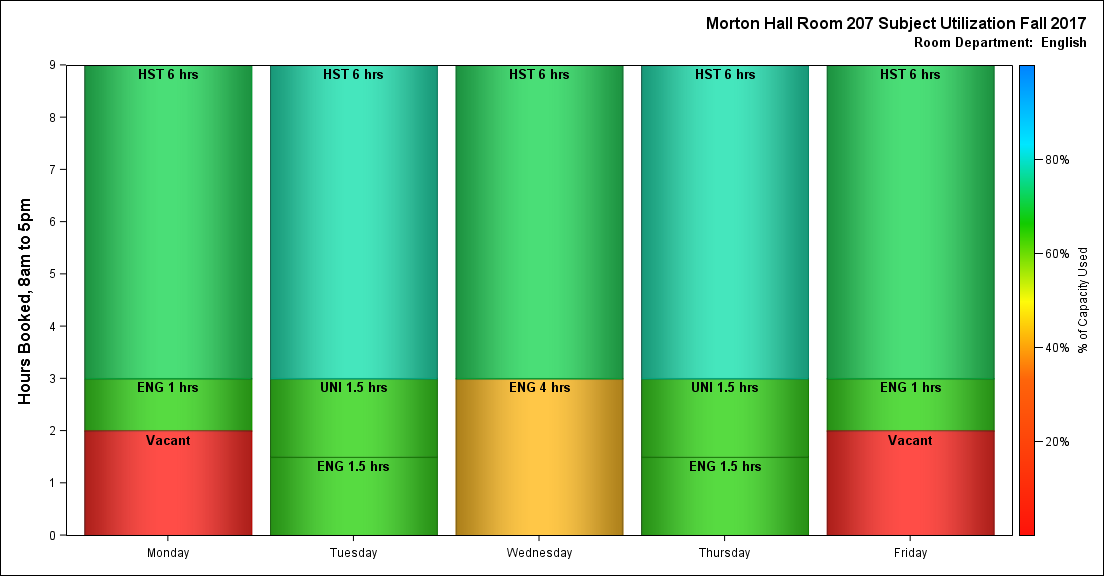 Morton Hall Room 207 Subject Utilization Fall 2017
Room Department:  English
Hours Booked, 8am to 5pm
9
8
7
6
5
4
3
2
1
0
HST 6 hrs
ENG 1 hrs
Vacant
Monday
HST 6 hrs
UNI 1.5 hrs
ENG 1.5 hrs
Tuesday
HST 6 hrs
ENG 4 hrs
Wednesday
HST 6 hrs
UNI 1.5 hrs
ENG 1.5 hrs
Thursday
HST 6 hrs
ENG 1 hrs
Vacant
Friday
80%
60%
40%
20%
% of Capacity Used